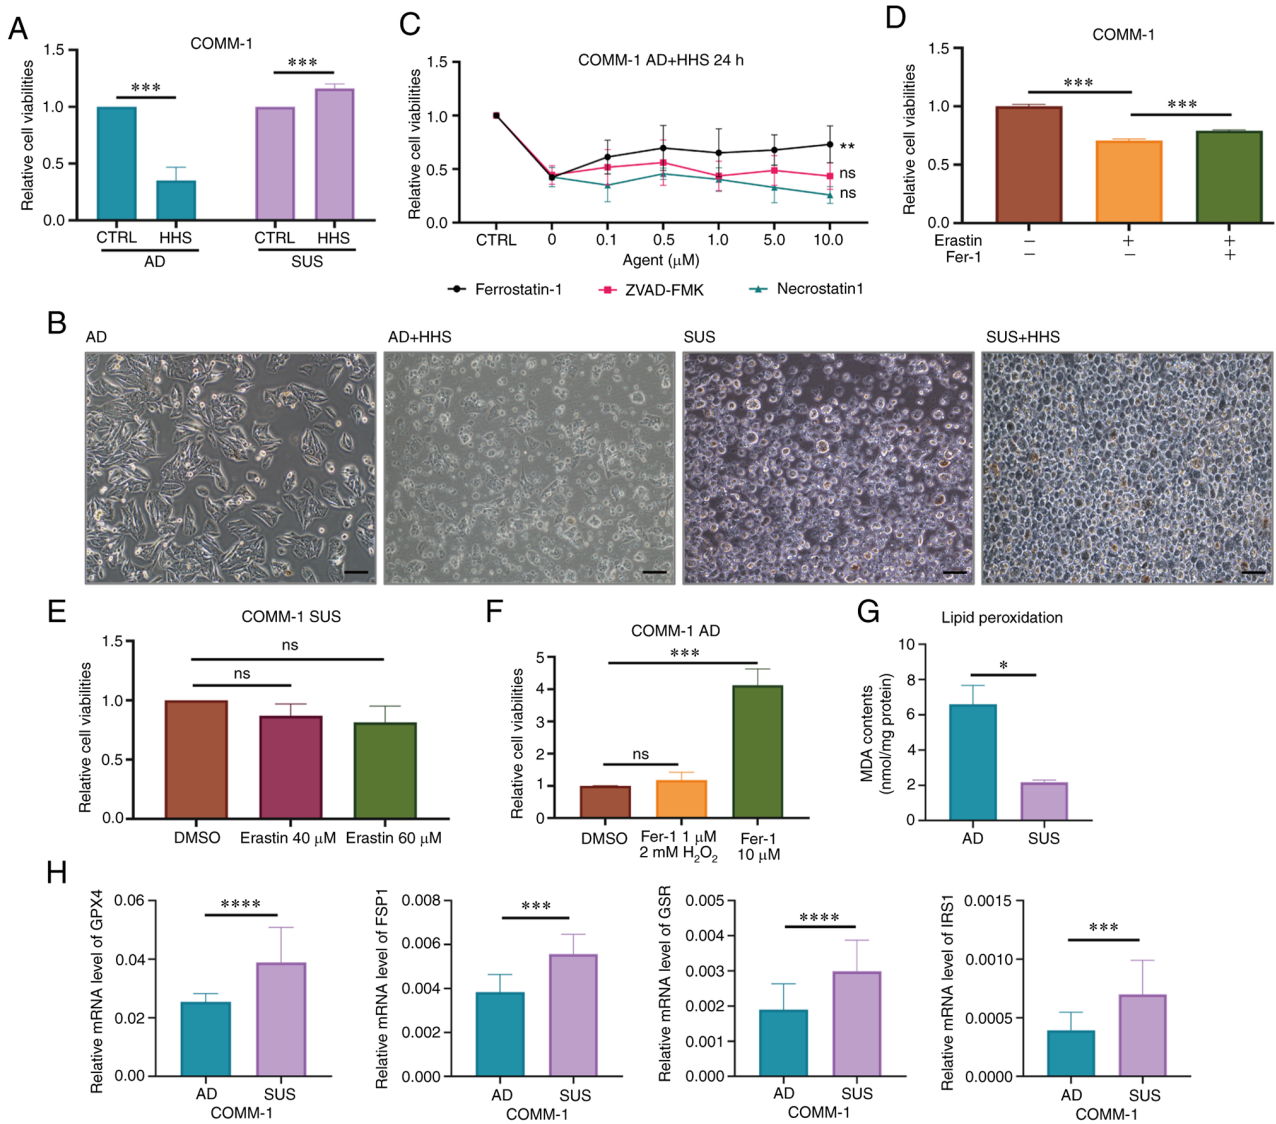 A
COMM-1
Relative cell viabilities
1.5
1.0
0.5
0.0
***
***
CTRL HHS CTRL HHS
AD SUS
C
COMM-1 AD+HHS 24 h
Relative cell viabilities
1.5
1.0
0.5
0.0
**
ns
ns
CTRL 0 0.1 0.5 1.0 5.0 10.0
Agent (μM)
Ferrostatin-1 ZVAD-FMK Necrostatin1
D
COMM-1
Relative cell viabilities
1.5
1.0
0.5
0.0
***
***
Erastin − + +
Fer-1 − − +
B
AD AD+HHS SUS SUS+HHS
E
COMM-1 SUS
Relative cell viabilities
1.5
1.0
0.5
0.0
ns
ns
DMSO Erastin 40 μM Erastin 60 μM
F
COMM-1 AD
Relative cell viabilities
5
4
3
2
1
0
***
ns
DMSO Fer-1 1 μM Fer-1
2 mM H₂O₂ 10 μM
G
Lipid peroxidation
MDA contents
(nmol/mg protein)
10
8
6
4
2
0
*
AD SUS
H
Relative mRNA level of GPX4
0.06
0.04
0.02
0.00
****
AD SUS
COMM-1
Relative mRNA level of FSP1
0.008
0.006
0.004
0.002
0.000
***
AD SUS
COMM-1
Relative mRNA level of GSR
0.005
0.004
0.003
0.002
0.001
0.000
****
AD SUS
COMM-1
Relative mRNA level of IRS1
0.0015
0.0010
0.0005
0.0000
***
AD SUS
COMM-1